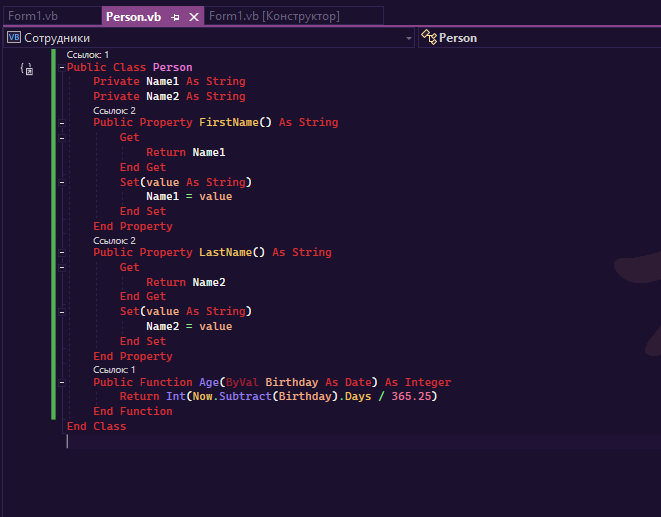 Form1.vb Person.vb Form1.vb [Конструктор]
VB Сотрудники Person
Ссылок: 1
Public Class Person
Private Name1 As String
Private Name2 As String
Ссылок: 2
Public Property FirstName() As String
Get
Return Name1
End Get
Set(value As String)
Name1 = value
End Set
End Property
Ссылок: 2
Public Property LastName() As String
Get
Return Name2
End Get
Set(value As String)
Name2 = value
End Set
End Property
Ссылок: 1
Public Function Age(ByVal Birthday As Date) As Integer
Return Int(Now.Subtract(Birthday).Days / 365.25)
End Function
End Class